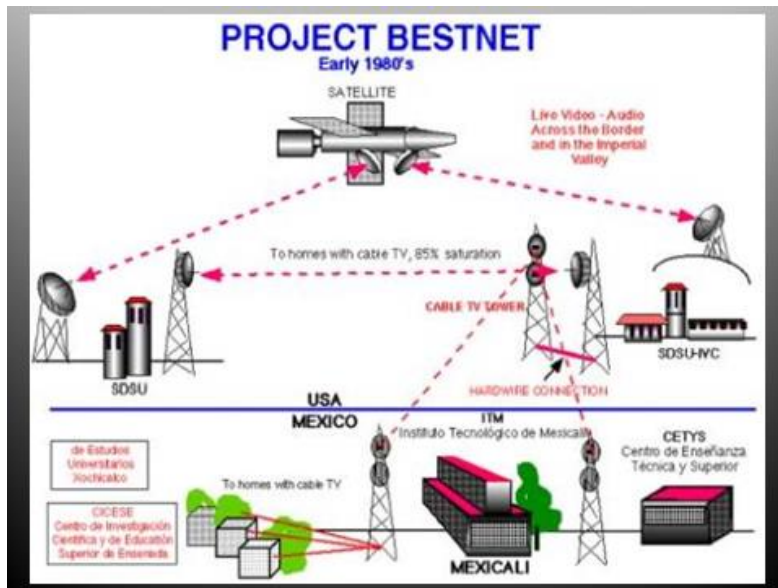 PROJECT BESTNET
Early 1980's
SATELLITE
Live Video - Audio
Across the Border
and in the Imperial
Valley
To homes with cable TV, 85% saturation
CABLE TV TOWER
SDSU
SDSU-IVC
HARDWIRE CONNECTION
USA
MEXICO
ITM
Instituto Tecnológico de Mexicali
CETYS
Centro de Enseñanza
Técnica y Superior
de Estudios
Universitarios
Xochicalco
To homes with cable TV
CICESE
Centro de Investigación
Científica y de Educatión
Superior de Ensenada
MEXICALI